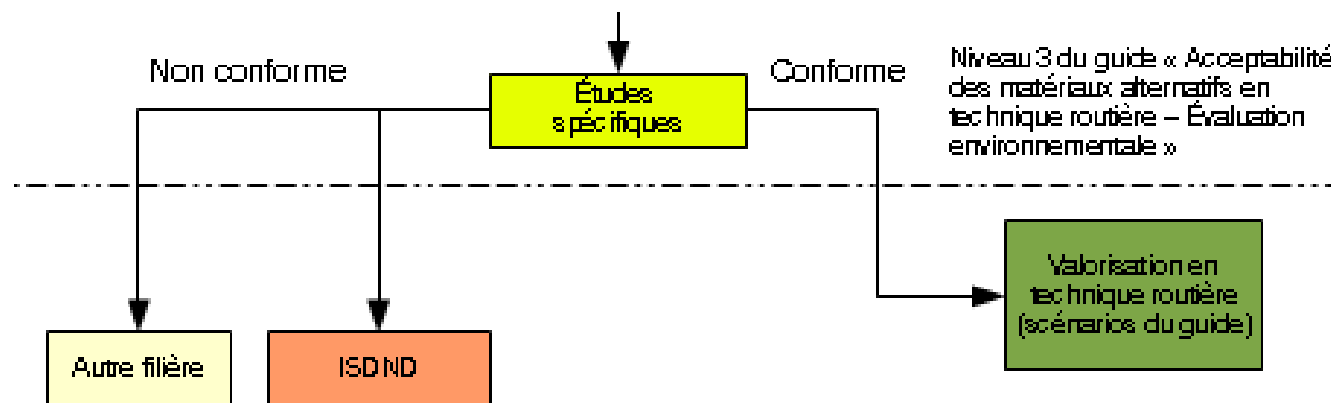 Non conforme
Études
spécifiques
Conforme
Niveau 3 du guide « Acceptabilité
des matériaux alternatifs en
technique routière – Évaluation
environnementale »
Valorisation en
technique routière
(scénarios du guide)
Autre filière
ISDND